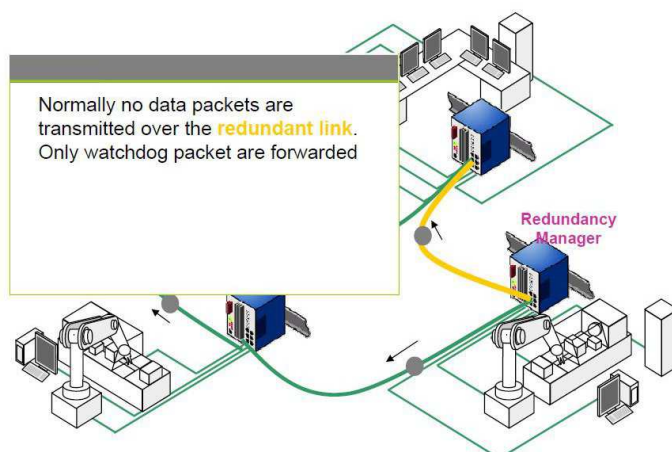 Normally no data packets are
transmitted over the redundant link.
Only watchdog packet are forwarded
Redundancy
Manager